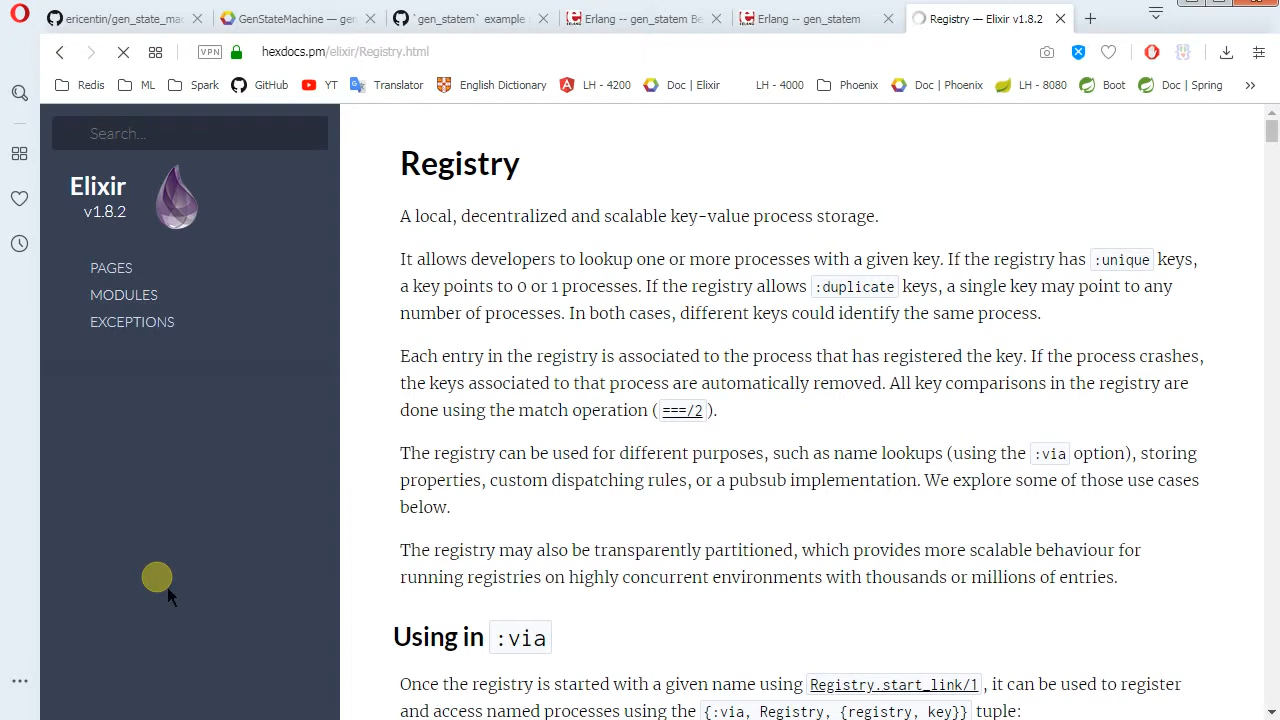 ericentin/gen_state_mac
GenStateMachine — gen
`gen_statem` example
Erlang -- gen_statem Be
Erlang -- gen_statem
Registry — Elixir v1.8.2
VPN
hexdocs.pm/elixir/Registry.html
Redis
ML
Spark
GitHub
YT
Translator
English Dictionary
LH - 4200
Doc | Elixir
LH - 4000
Phoenix
Doc | Phoenix
LH - 8080
Boot
Doc | Spring
Search...
Elixir
v1.8.2
PAGES
MODULES
EXCEPTIONS
Registry
A local, decentralized and scalable key-value process storage.
It allows developers to lookup one or more processes with a given key. If the registry has :unique keys,
a key points to 0 or 1 processes. If the registry allows :duplicate keys, a single key may point to any
number of processes. In both cases, different keys could identify the same process.
Each entry in the registry is associated to the process that has registered the key. If the process crashes,
the keys associated to that process are automatically removed. All key comparisons in the registry are
done using the match operation (===/2).
The registry can be used for different purposes, such as name lookups (using the :via option), storing
properties, custom dispatching rules, or a pubsub implementation. We explore some of those use cases
below.
The registry may also be transparently partitioned, which provides more scalable behaviour for
running registries on highly concurrent environments with thousands or millions of entries.
Using in :via
Once the registry is started with a given name using Registry.start_link/1, it can be used to register
and access named processes using the {:via, Registry, {registry, key}} tuple: